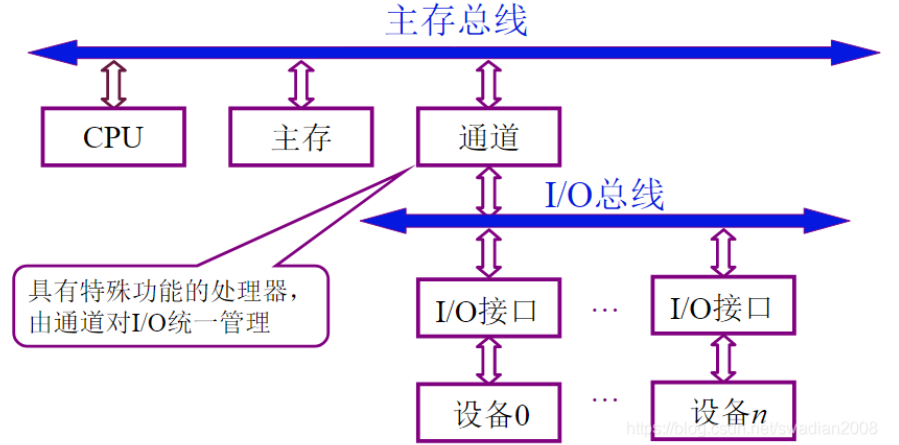 主存总线
CPU
主存
通道
I/O总线
具有特殊功能的处理器，
由通道对I/O统一管理
I/O接口
…
I/O接口
设备0
…
设备n
https://blog.csdn.net/swadian2008